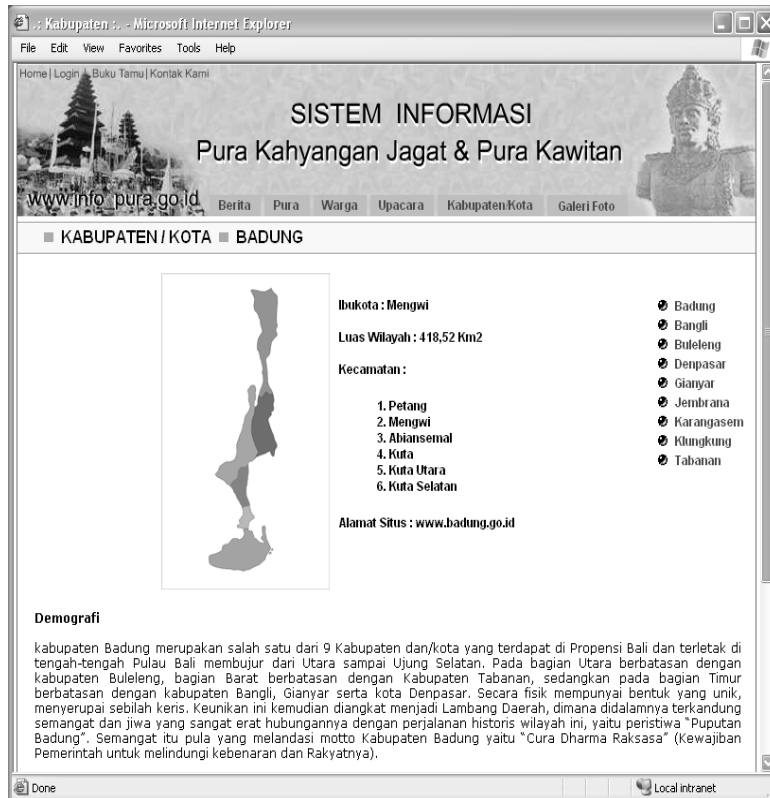 .: Kabupaten :. - Microsoft Internet Explorer
File Edit View Favorites Tools Help
Home | Login | Buku Tamu | Kontak Kami
SISTEM INFORMASI
Pura Kahyangan Jagat & Pura Kawitan
www.info_pura.go.id
Berita Pura Warga Upacara Kabupaten/Kota Galeri Foto
KABUPATEN / KOTA BADUNG
Ibukota : Mengwi
Luas Wilayah : 418,52 Km2
Kecamatan :
1. Petang
2. Mengwi
3. Abiansemal
4. Kuta
5. Kuta Utara
6. Kuta Selatan
Alamat Situs : www.badung.go.id
Badung
Bangli
Buleleng
Denpasar
Gianyar
Jembrana
Karangasem
Klungkung
Tabanan
Demografi
kabupaten Badung merupakan salah satu dari 9 Kabupaten dan/kota yang terdapat di Propensi Bali dan terletak di
tengah-tengah Pulau Bali membujur dari Utara sampai Ujung Selatan. Pada bagian Utara berbatasan dengan
kabupaten Buleleng, bagian Barat berbatasan dengan Kabupaten Tabanan, sedangkan pada bagian Timur
berbatasan dengan kabupaten Bangli, Gianyar serta kota Denpasar. Secara fisik mempunyai bentuk yang unik,
menyerupai sebilah keris. Keunikan ini kemudian diangkat menjadi Lambang Daerah, dimana didalamnya terkandung
semangat dan jiwa yang sangat erat hubungannya dengan perjalanan historis wilayah ini, yaitu peristiwa "Puputan
Badung". Semangat itu pula yang melandasi motto Kabupaten Badung yaitu "Cura Dharma Raksasa" (Kewajiban
Pemerintah untuk melindungi kebenaran dan Rakyatnya).
Done
Local intranet